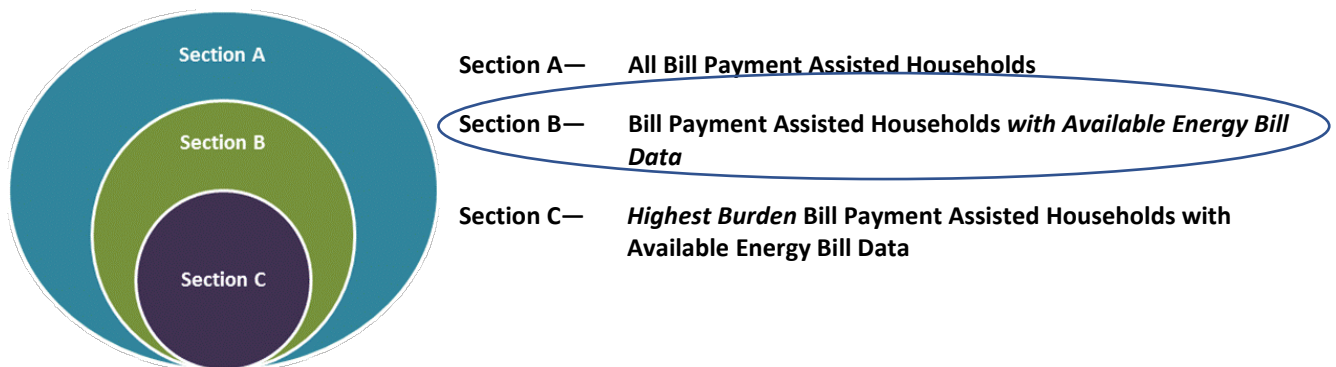 Section A
Section B
Section C
Section A— All Bill Payment Assisted Households
Section B— Bill Payment Assisted Households with Available Energy Bill
Data
Section C— Highest Burden Bill Payment Assisted Households with
Available Energy Bill Data